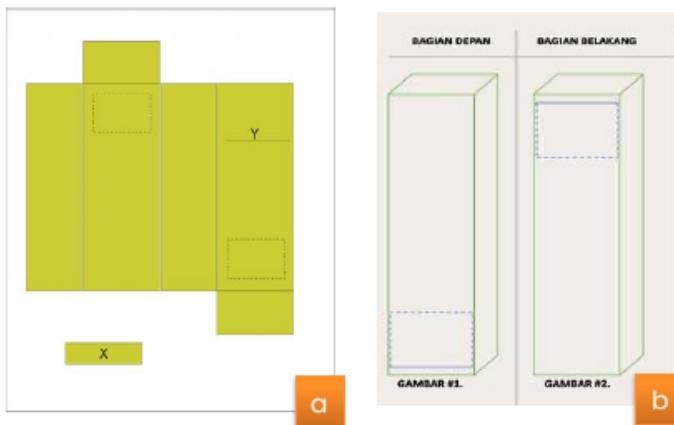 Y
X
a
BAGIAN DEPAN
BAGIAN BELAKANG
GAMBAR #1.
GAMBAR #2.
b